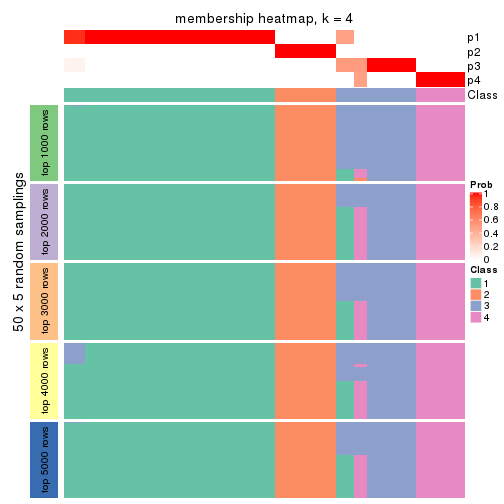 membership heatmap, k = 4
p1
p2
p3
p4
Class
50 x 5 random samplings
top 1000 rows
top 2000 rows
top 3000 rows
top 4000 rows
top 5000 rows
Prob
1
0.8
0.6
0.4
0.2
0
Class
1
2
3
4